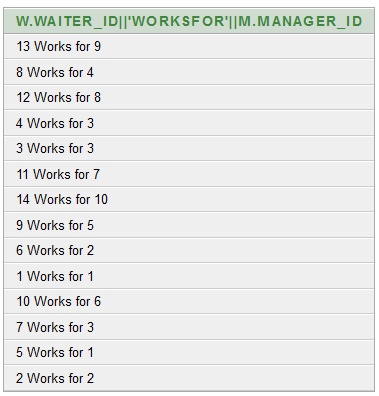 W.WAITER_ID||'WORKSFOR'||M.MANAGER_ID
13 Works for 9
8 Works for 4
12 Works for 8
4 Works for 3
3 Works for 3
11 Works for 7
14 Works for 10
9 Works for 5
6 Works for 2
1 Works for 1
10 Works for 6
7 Works for 3
5 Works for 1
2 Works for 2